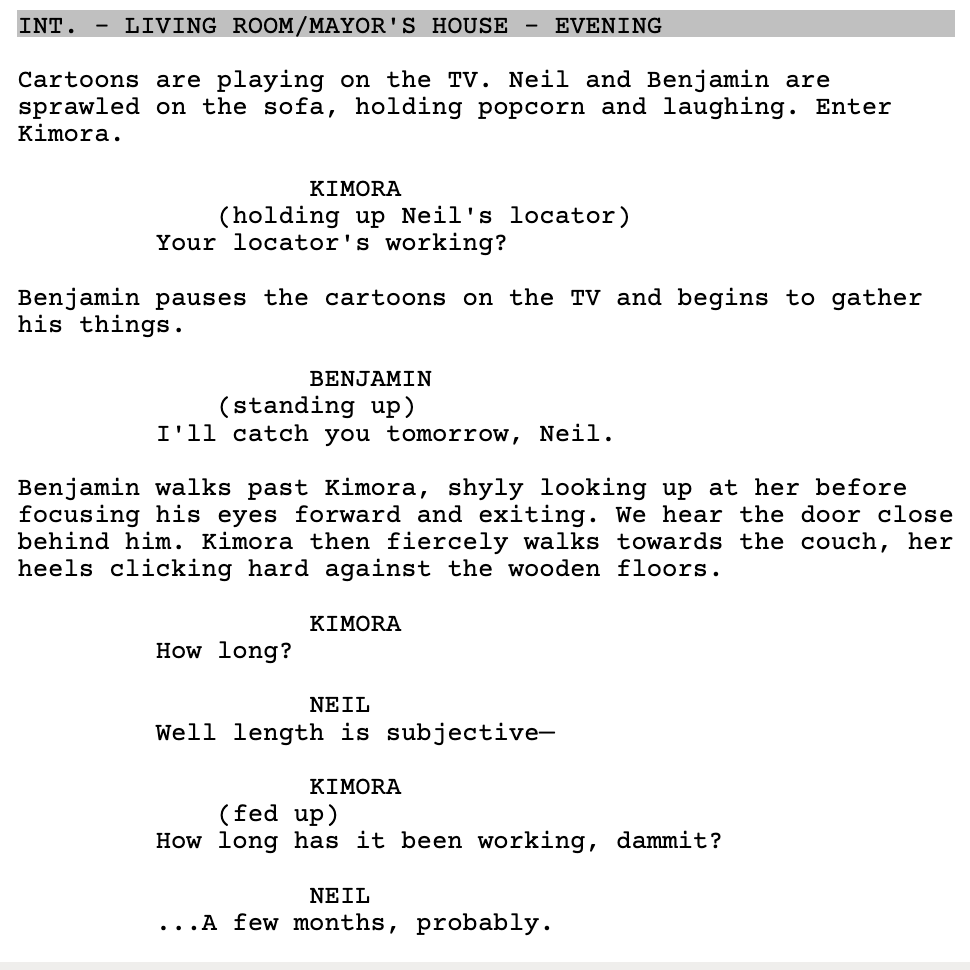 INT. - LIVING ROOM/MAYOR'S HOUSE - EVENING
Cartoons are playing on the TV. Neil and Benjamin are
sprawled on the sofa, holding popcorn and laughing. Enter
Kimora.
KIMORA
(holding up Neil's locator)
Your locator's working?
Benjamin pauses the cartoons on the TV and begins to gather
his things.
BENJAMIN
(standing up)
I'll catch you tomorrow, Neil.
Benjamin walks past Kimora, shyly looking up at her before
focusing his eyes forward and exiting. We hear the door close
behind him. Kimora then fiercely walks towards the couch, her
heels clicking hard against the wooden floors.
KIMORA
How long?
NEIL
Well length is subjective—
KIMORA
(fed up)
How long has it been working, dammit?
NEIL
...A few months, probably.